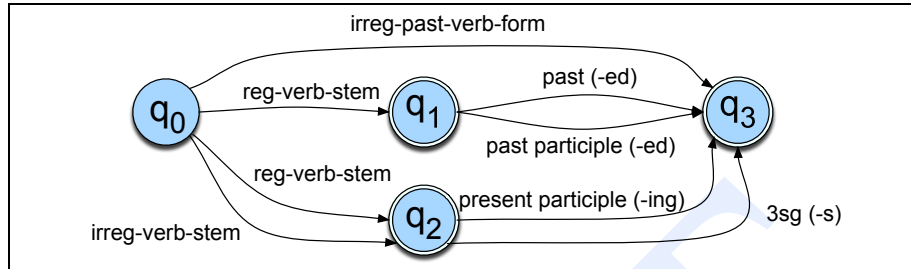 irreg-past-verb-form
reg-verb-stem
past (-ed)
q0
q1
q3
past participle (-ed)
reg-verb-stem
present participle (-ing)
3sg (-s)
irreg-verb-stem
q2